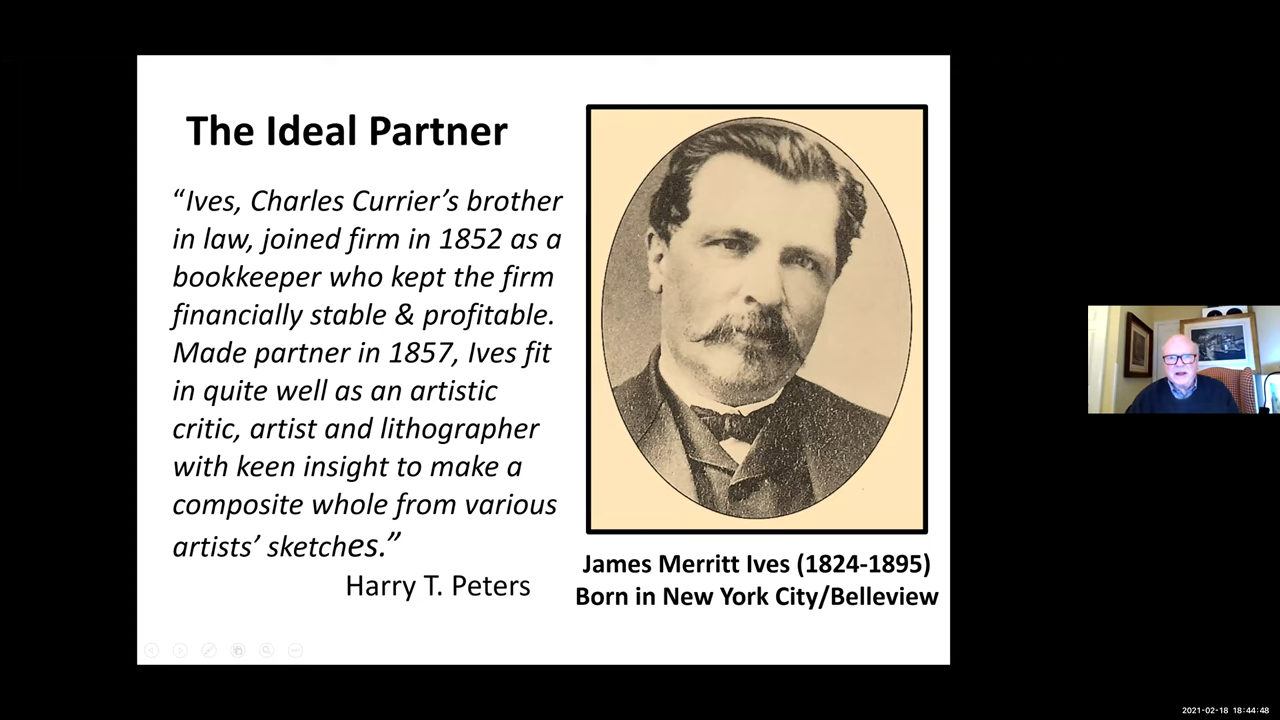 The Ideal Partner
“Ives, Charles Currier’s brother
in law, joined firm in 1852 as a
bookkeeper who kept the firm
financially stable & profitable.
Made partner in 1857, Ives fit
in quite well as an artistic
critic, artist and lithographer
with keen insight to make a
composite whole from various
artists’ sketches.”
Harry T. Peters
James Merritt Ives (1824-1895)
Born in New York City/Belleview
2021-02-18 18:44:48